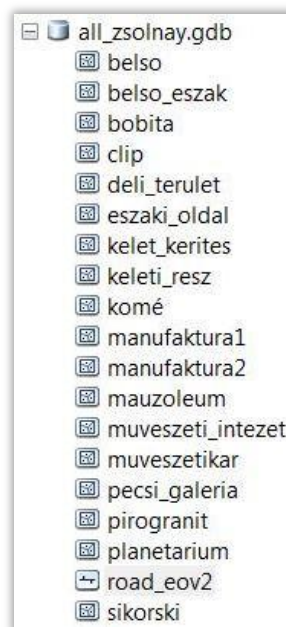 all_zsolnay.gdb
belso
belso_eszak
bobita
clip
deli_terulet
eszaki_oldal
kelet_kerites
keleti_resz
komé
manufaktura1
manufaktura2
mauzoleum
muveszeti_intezet
muveszetikar
pecsi_galeria
pirogranit
planetarium
road_eov2
sikorski